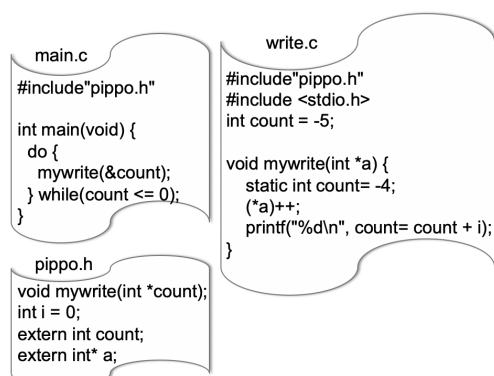 main.c
#include"pippo.h"
int main(void) {
do {
mywrite(&count);
} while(count <= 0);
}
pippo.h
void mywrite(int *count);
int i = 0;
extern int count;
extern int* a;
write.c
#include"pippo.h"
#include <stdio.h>
int count = -5;
void mywrite(int *a) {
static int count= -4;
(*a)++;
printf("%d\n", count= count + i);
}